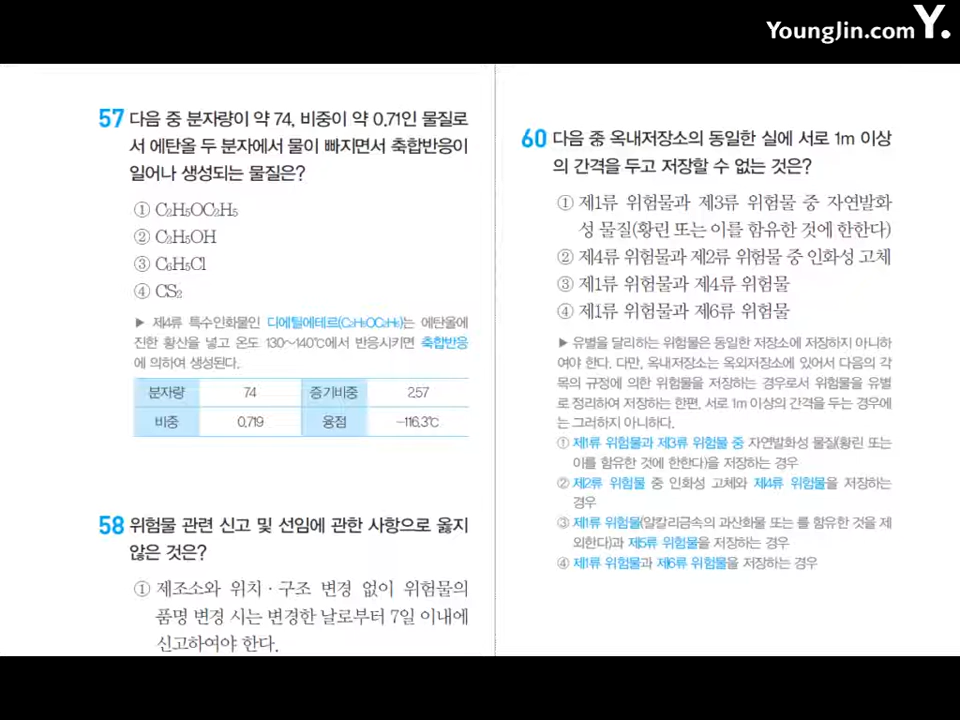 YoungJin.com Y.
57 다음 중 분자량이 약 74, 비중이 약 0.71인 물질로
서 에탄올 두 분자에서 물이 빠지면서 축합반응이
일어나 생성되는 물질은?
① C₂H₅OC₂H₅
② C₂H₅OH
③ C₆H₅Cl
④ CS₂
▶ 제4류 특수인화물인 디에틸에테르(C₂H₅OC₂H₅)는 에탄올에
진한 황산을 넣고 온도 130~140℃에서 반응시키면 축합반응
에 의하여 생성된다.
분자량 74 증기비중 2.57
비중 0.719 융점 -116.3℃
58 위험물 관련 신고 및 선임에 관한 사항으로 옳지
않은 것은?
① 제조소와 위치·구조 변경 없이 위험물의
품명 변경 시는 변경한 날로부터 7일 이내에
신고하여야 한다.
60 다음 중 옥내저장소의 동일한 실에 서로 1m 이상
의 간격을 두고 저장할 수 없는 것은?
① 제1류 위험물과 제3류 위험물 중 자연발화
성 물질(황린 또는 이를 함유한 것에 한한다)
② 제4류 위험물과 제2류 위험물 중 인화성 고체
③ 제1류 위험물과 제4류 위험물
④ 제1류 위험물과 제6류 위험물
▶ 유별을 달리하는 위험물은 동일한 저장소에 저장하지 아니하
여야 한다. 다만, 옥내저장소는 옥외저장소에 있어서 다음의 각
목의 규정에 의한 위험물을 저장하는 경우로서 위험물을 유별
로 정리하여 저장하는 한편, 서로 1m 이상의 간격을 두는 경우에
는 그러하지 아니하다.
① 제1류 위험물과 제3류 위험물 중 자연발화성 물질(황린 또는
이를 함유한 것에 한한다)을 저장하는 경우
② 제2류 위험물 중 인화성 고체와 제4류 위험물을 저장하는
경우
③ 제1류 위험물(알칼리금속의 과산화물 또는 를 함유한 것을 제
외한다)과 제5류 위험물을 저장하는 경우
④ 제1류 위험물과 제6류 위험물을 저장하는 경우